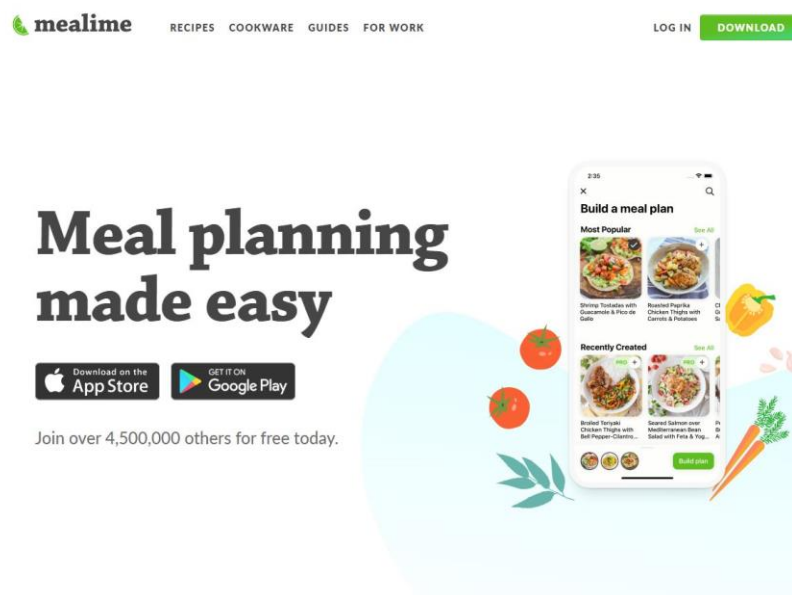 mealime
RECIPES COOKWARE GUIDES FOR WORK
LOG IN
DOWNLOAD
Meal planning
made easy
Download on the
App Store
GET IT ON
Google Play
Join over 4,500,000 others for free today.
2:35
Build a meal plan
Most Popular
See All
Shrimp Tostadas with
Guacamole & Pico de
Gallo
Roasted Paprika
Chicken Thighs with
Carrots & Potatoes
Recently Created
See All
PRO
PRO
Broiled Teriyaki
Chicken Thighs with
Bell Pepper-Cilantro...
Seared Salmon over
Mediterranean Bean
Salad with Feta & Yog...
Build plan